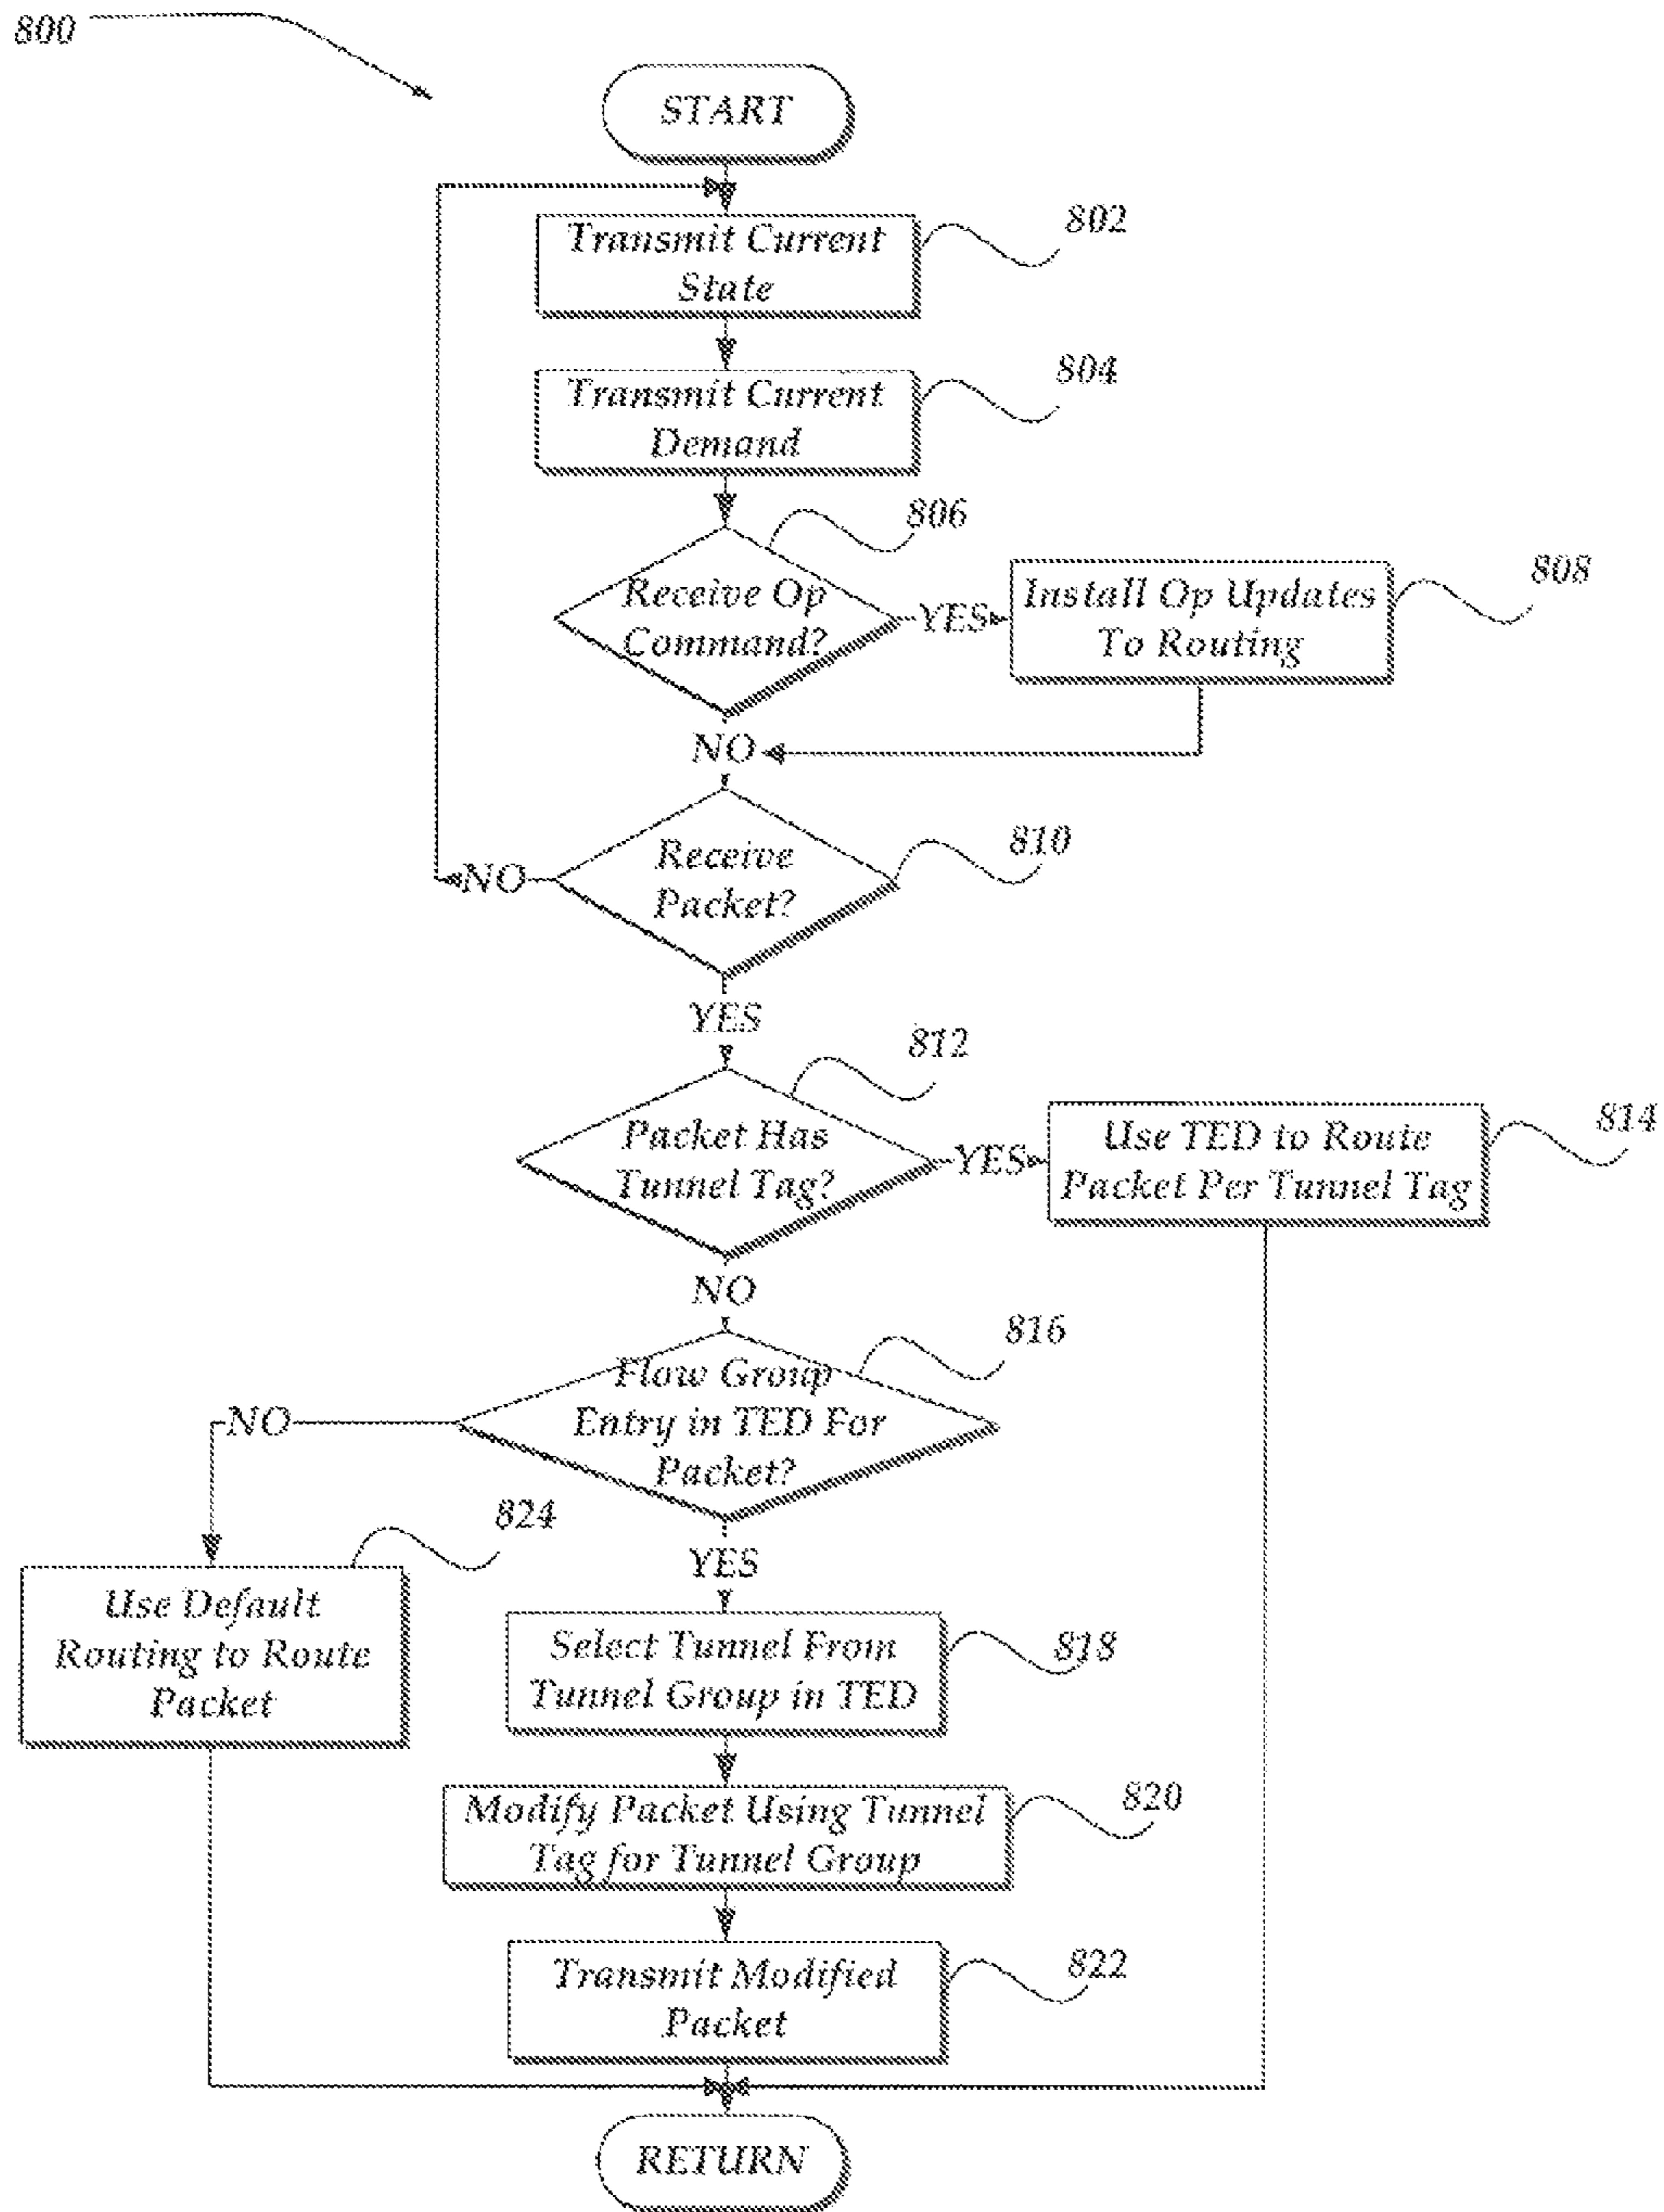 800
START
Transmit Current
State
802
Transmit Current
Demand
804
806
Receive Op
Command?
YES
Install Op Updates
To Routing
808
NO
Receive
Packet?
810
NO
YES
812
Packet Has
Tunnel Tag?
YES
Use TED to Route
Packet Per Tunnel Tag
814
NO
816
Flow Group
Entry in TED For
Packet?
NO
824
YES
Use Default
Routing to Route
Packet
Select Tunnel From
Tunnel Group in TED
818
Modify Packet Using Tunnel
Tag for Tunnel Group
820
Transmit Modified
Packet
822
RETURN